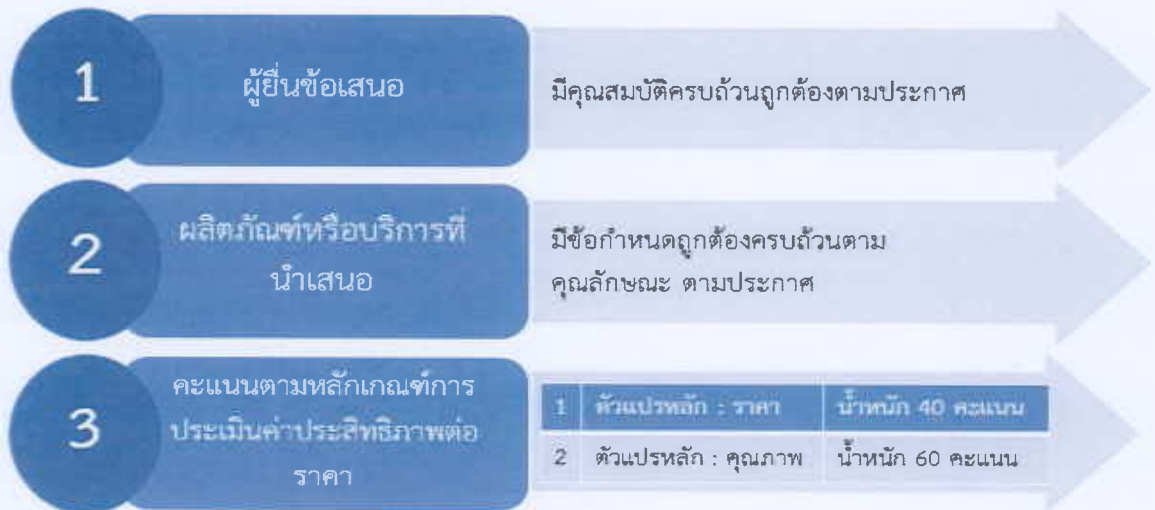 1
ผู้ยื่นข้อเสนอ
มีคุณสมบัติครบถ้วนถูกต้องตามประกาศ
2
ผลิตภัณฑ์หรือบริการที่
นำเสนอ
มีข้อกำหนดถูกต้องครบถ้วนตาม
คุณลักษณะ ตามประกาศ
3
คะแนนตามหลักเกณฑ์การ
ประเมินค่าประสิทธิภาพต่อ
ราคา
1 ตัวแปรหลัก : ราคา น้ำหนัก 40 คะแนน
2 ตัวแปรหลัก : คุณภาพ น้ำหนัก 60 คะแนน